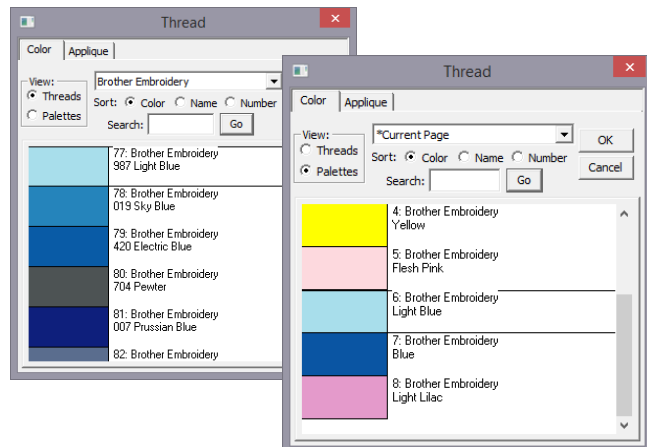 Thread
Color Applique
View:
Threads
Palettes
Brother Embroidery
Sort: Color Name Number
Search: Go
77: Brother Embroidery
987 Light Blue
78: Brother Embroidery
019 Sky Blue
79: Brother Embroidery
420 Electric Blue
80: Brother Embroidery
704 Pewter
81: Brother Embroidery
007 Prussian Blue
82: Brother Embroidery
Thread
Color Applique
View:
Threads
Palettes
*Current Page
Sort: Color Name Number
Search: Go
OK
Cancel
4: Brother Embroidery
Yellow
5: Brother Embroidery
Flesh Pink
6: Brother Embroidery
Light Blue
7: Brother Embroidery
Blue
8: Brother Embroidery
Light Lilac